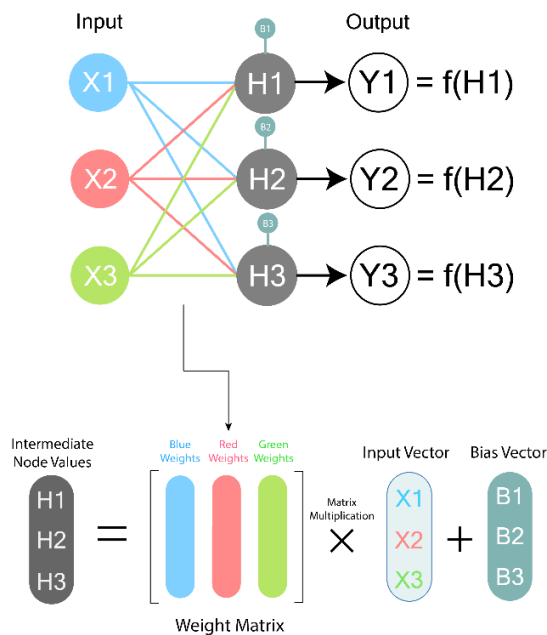 Input
Output
B1
X1
H1
Y1 = f(H1)
B2
X2
H2
Y2 = f(H2)
B3
X3
H3
Y3 = f(H3)
Intermediate
Node Values
Blue
Weights
Red
Weights
Green
Weights
Input Vector
Bias Vector
H1
H2
H3
=
Matrix
Multiplication
×
X1
X2
X3
+
B1
B2
B3
Weight Matrix